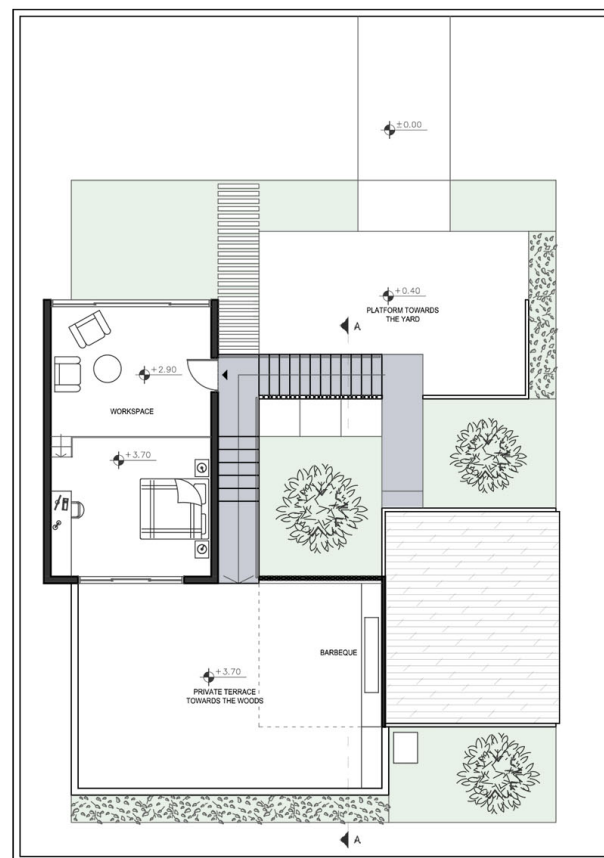 ±0.00
+0.40
PLATFORM TOWARDS
THE YARD
A
+2.90
WORKSPACE
+3.70
BARBEQUE
+3.70
PRIVATE TERRACE
TOWARDS THE WOODS
A